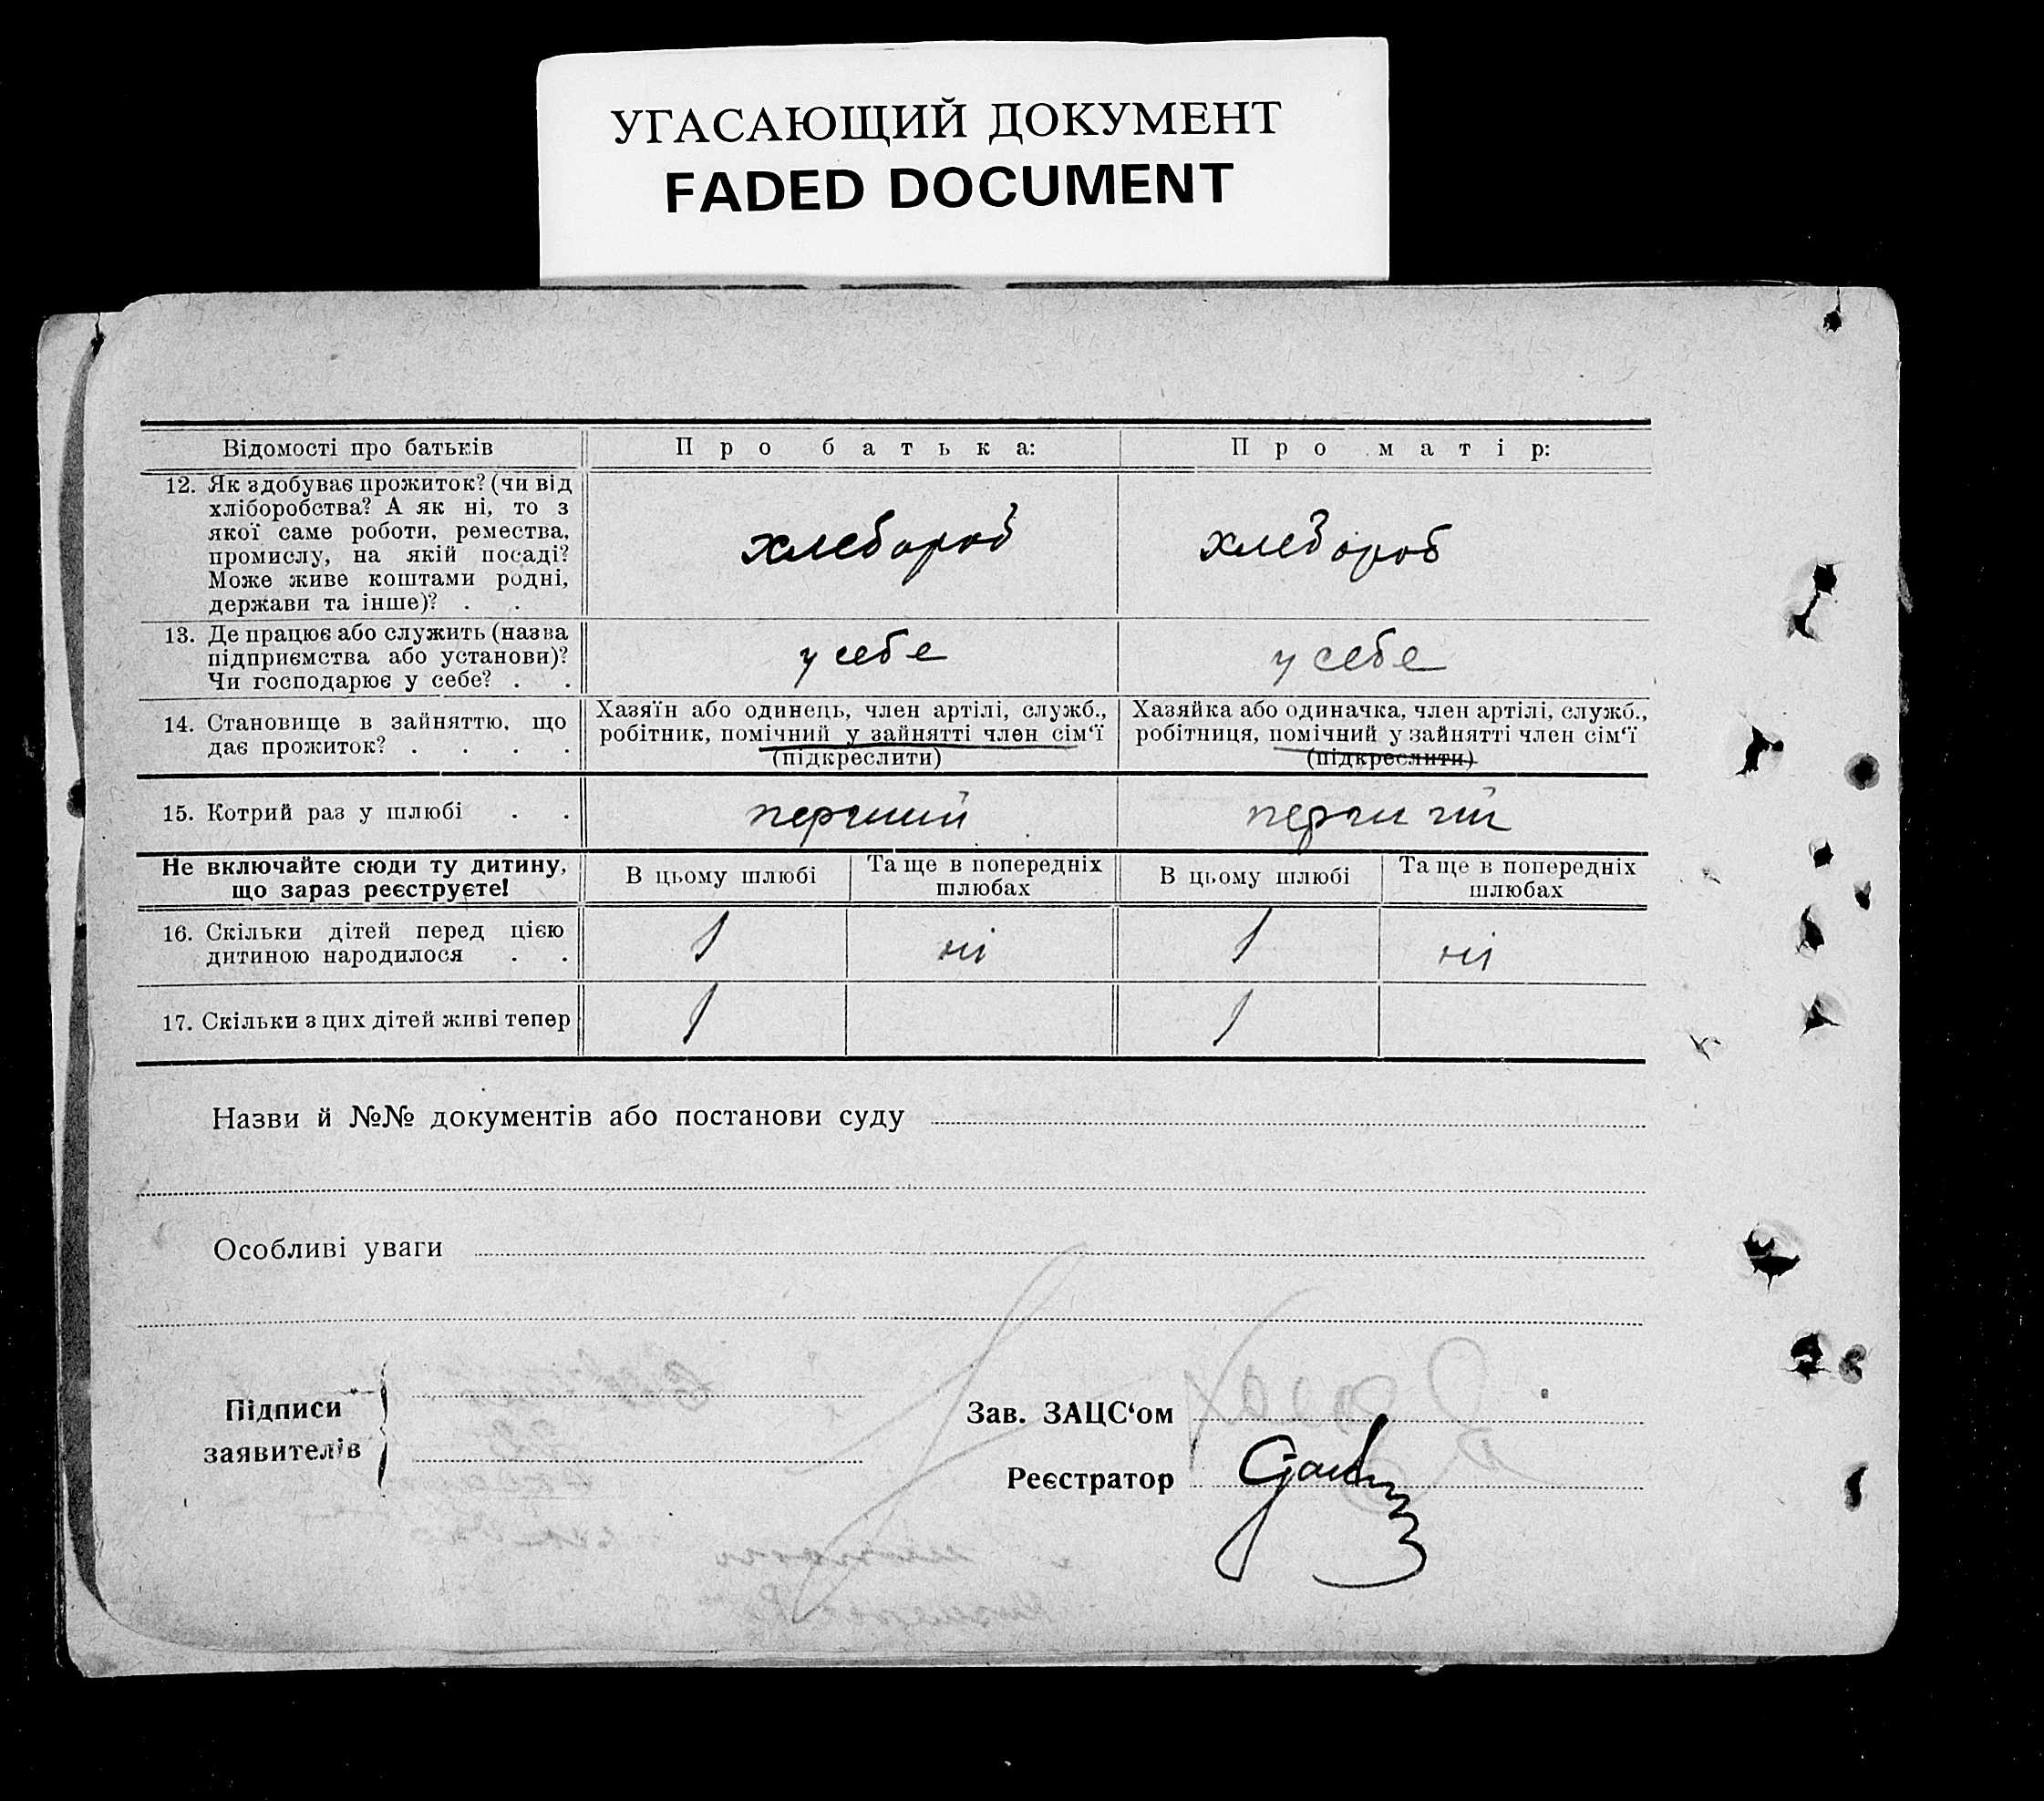 УГАСАЮЩИЙ ДОКУМЕНТ
FADED DOCUMENT
Відомості про батьків
Про батька:
Про матір:
12. Як здобуває прожиток? (чи від
хліборобства? А як ні, то з
якої саме роботи, ремества,
промислу, на якій посаді?
Може живе коштами родні,
держави та інше)? . .
хлебороб
хлебороб
13. Де працює або служить (назва
підприємства або установи)?
Чи господарює у себе? . .
у себе
у себе
14. Становище в зайняттю, що
дає прожиток? . . . .
Хазяїн або одинець, член артілі, служб.,
робітник, помічний у зайнятті член сім‘ї
(підкреслити)
Хазяйка або одиначка, член артілі, служб.,
робітниця, помічний у зайнятті член сім‘ї
(підкреслити)
15. Котрий раз у шлюбі . .
перший
перший
Не включайте сюди ту дитину,
що зараз реєструєте!
В цьому шлюбі
Та ще в попередніх
шлюбах
В цьому шлюбі
Та ще в попередніх
шлюбах
16. Скільки дітей перед цією
дитиною народилося . .
1
ні
1
ні
17. Скільки з цих дітей живі тепер
1
1
Назви й №№ документів або постанови суду
Особливі уваги
Підписи
заявителів
Зав. ЗАЦС‘ом
Реєстратор